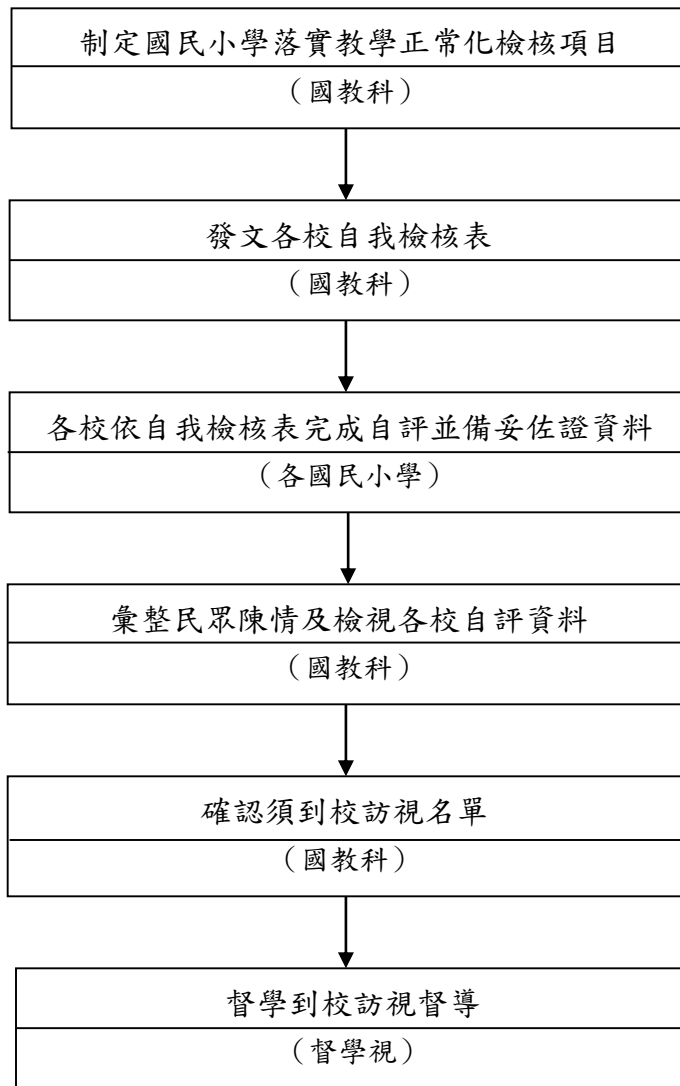 制定國民小學落實教學正常化檢核項目
（國教科）
發文各校自我檢核表
（國教科）
各校依自我檢核表完成自評並備妥佐證資料
（各國民小學）
彙整民眾陳情及檢視各校自評資料
（國教科）
確認須到校訪視名單
（國教科）
督學到校訪視督導
（督學視）